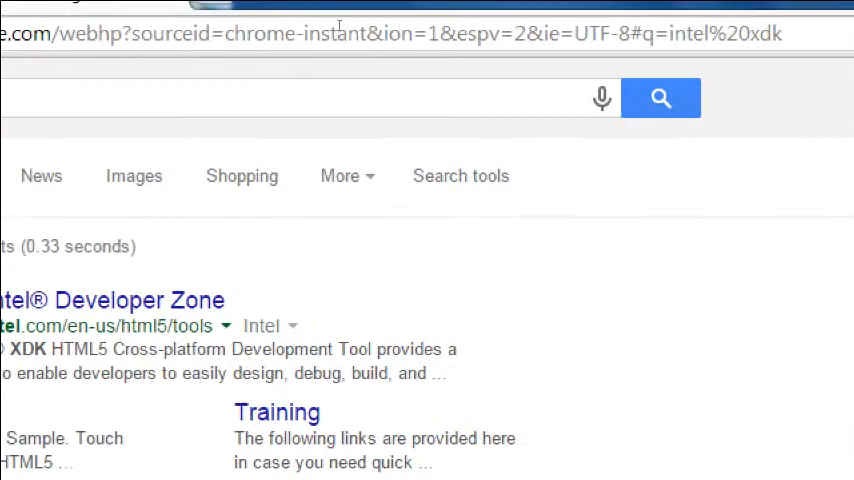 e.com/webhp?sourceid=chrome-instant&ion=1&espv=2&ie=UTF-8#q=intel%20xdk
News Images Shopping More Search tools
ts (0.33 seconds)
ntel® Developer Zone
tel.com/en-us/html5/tools Intel
® XDK HTML5 Cross-platform Development Tool provides a
o enable developers to easily design, debug, build, and ...
Training
Sample. Touch The following links are provided here
HTML5 ... in case you need quick ...